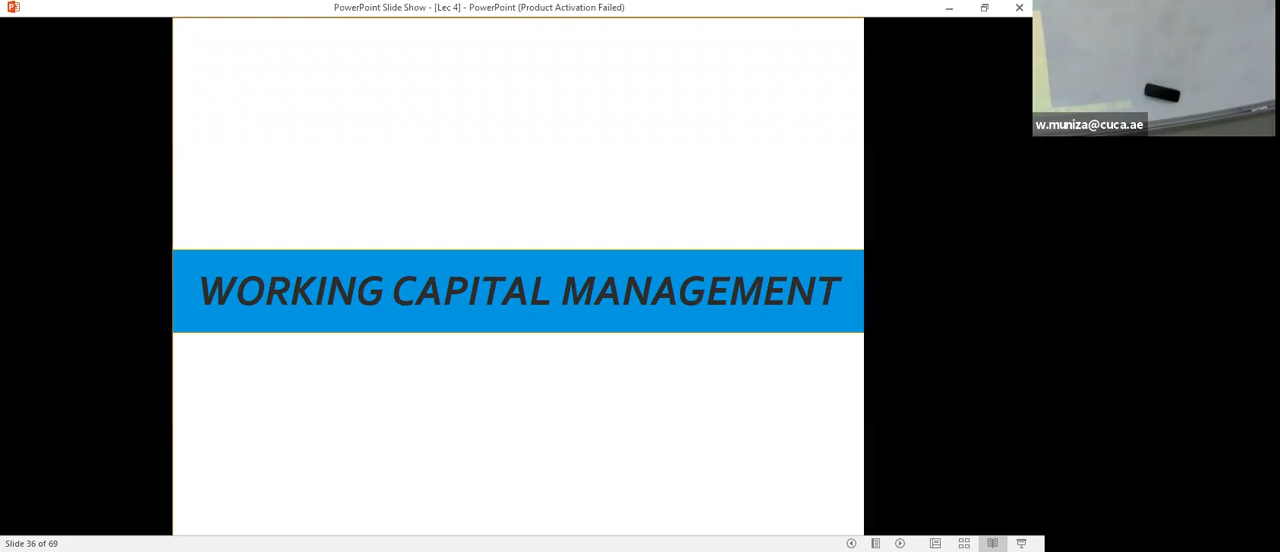 PowerPoint Slide Show - [Lec 4] - PowerPoint (Product Activation Failed)
w.muniza@cuca.ae
WORKING CAPITAL MANAGEMENT
Slide 36 of 69